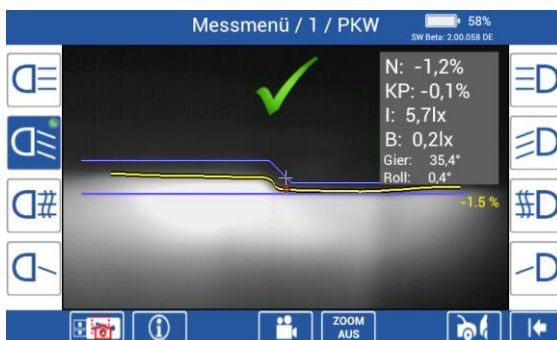 Messmenü / 1 / PKW
58%
SW Beta: 2.00.058 DE
N: -1,2%
KP: -0,1%
I: 5,7lx
B: 0,2lx
Gier: 35,4°
Roll: 0,4°
-1.5 %
ZOOM
AUS